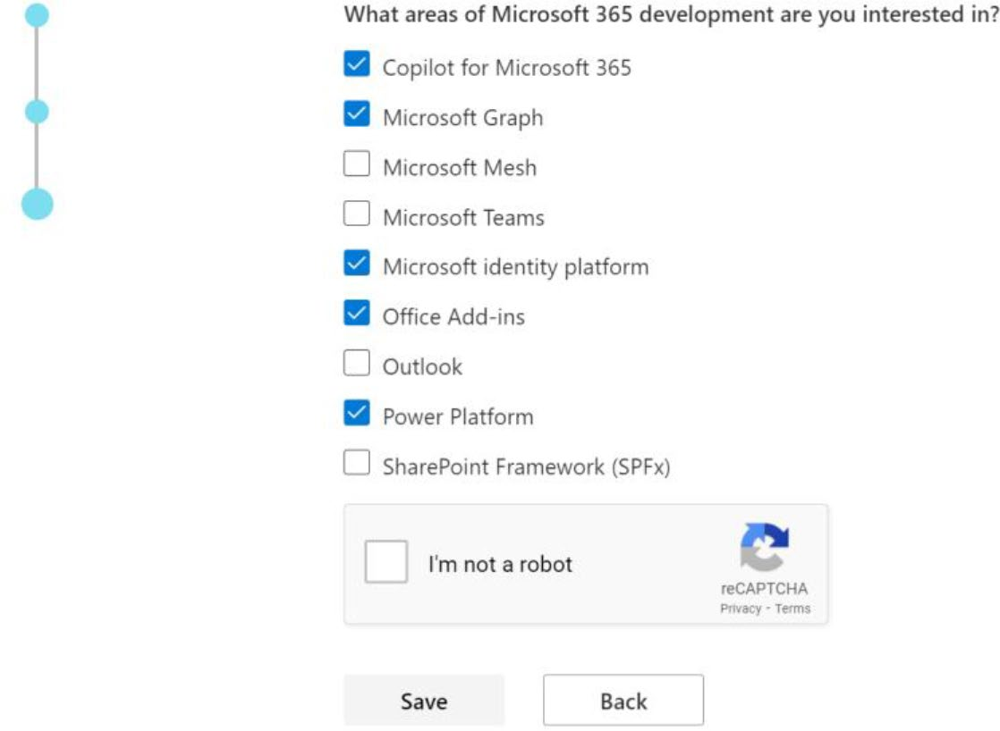 What areas of Microsoft 365 development are you interested in?
Copilot for Microsoft 365
Microsoft Graph
Microsoft Mesh
Microsoft Teams
Microsoft identity platform
Office Add-ins
Outlook
Power Platform
SharePoint Framework (SPFx)
I'm not a robot
reCAPTCHA
Privacy - Terms
Save Back